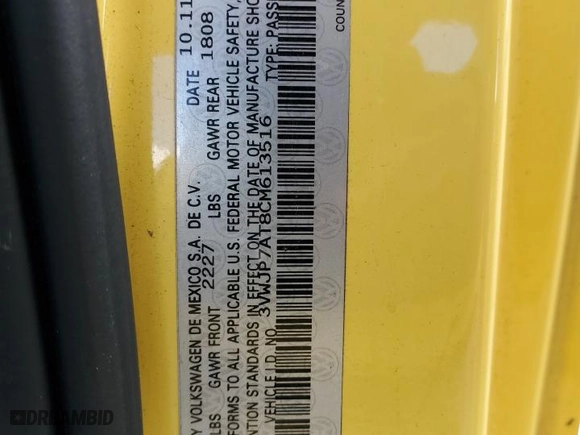 Y VOLKSWAGEN DE MEXICO S.A. DE C.V. DATE 10.11
LBS GAWR FRONT 2227 LBS GAWR REAR 1808
FORMS TO ALL APPLICABLE U.S. FEDERAL MOTOR VEHICLE SAFETY,
ENTION STANDARDS IN EFFECT ON THE DATE OF MANUFACTURE SHO
VEHICLE I.D. NO. 3VWJP7AT8CM613516 TYPE: PASS
COUN
DREAMBID